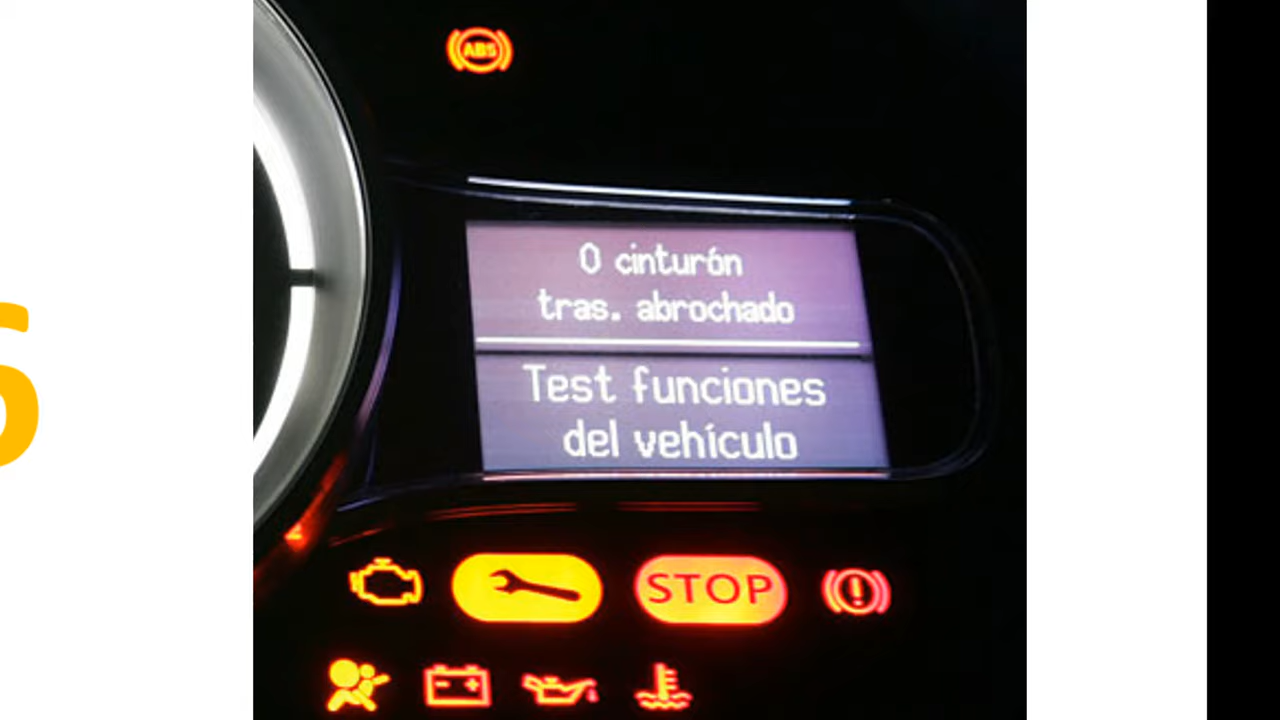 ABS
0 cinturón
tras. abrochado
Test funciones
del vehículo
STOP